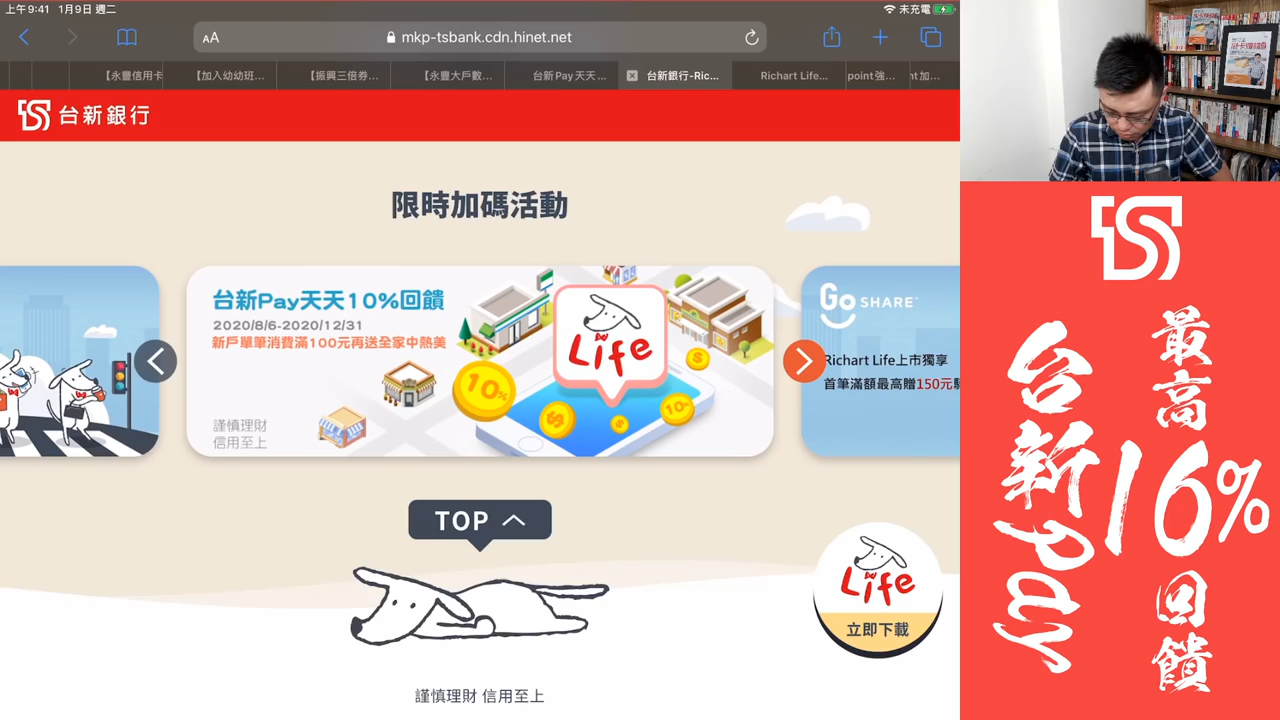 上午9:41 1月9日 週二
未充電
AA
mkp-tsbank.cdn.hinet.net
【永豐信用卡
【加入幼幼班...
【振興三倍券...
【永豐大戶數...
台新Pay天天...
台新銀行-Ric...
Richart Life...
point強...
加...
台新銀行
限時加碼活動
台新Pay天天10%回饋
2020/8/6-2020/12/31
新戶單筆消費滿100元再送全家中熱美
謹慎理財
信用至上
Life
10%
10%
GO SHARE
Richart Life上市獨享
首筆滿額最高贈150元
TOP
Life
立即下載
謹慎理財 信用至上
最高16%回饋
台新Pay